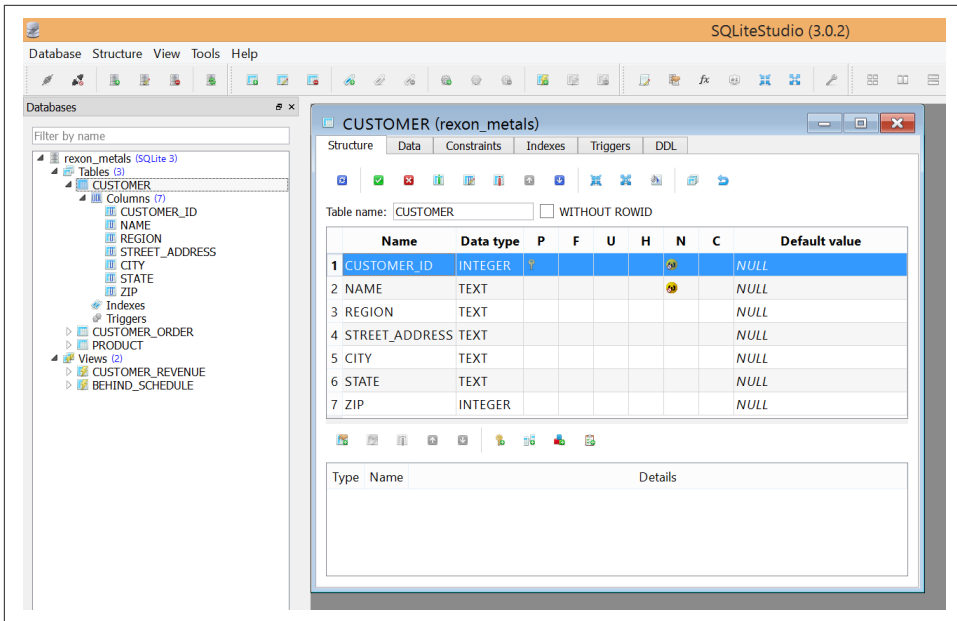 SQLiteStudio (3.0.2)
Database Structure View Tools Help
Databases
Filter by name
rexon_metals (SQLite 3)
Tables (3)
CUSTOMER
Columns (7)
CUSTOMER_ID
NAME
REGION
STREET_ADDRESS
CITY
STATE
ZIP
Indexes
Triggers
CUSTOMER_ORDER
PRODUCT
Views (2)
CUSTOMER_REVENUE
BEHIND_SCHEDULE
CUSTOMER (rexon_metals)
Structure Data Constraints Indexes Triggers DDL
Table name: CUSTOMER WITHOUT ROWID
Name Data type P F U H N C Default value
1 CUSTOMER_ID INTEGER NULL
2 NAME TEXT NULL
3 REGION TEXT NULL
4 STREET_ADDRESS TEXT NULL
5 CITY TEXT NULL
6 STATE TEXT NULL
7 ZIP INTEGER NULL
Type Name Details